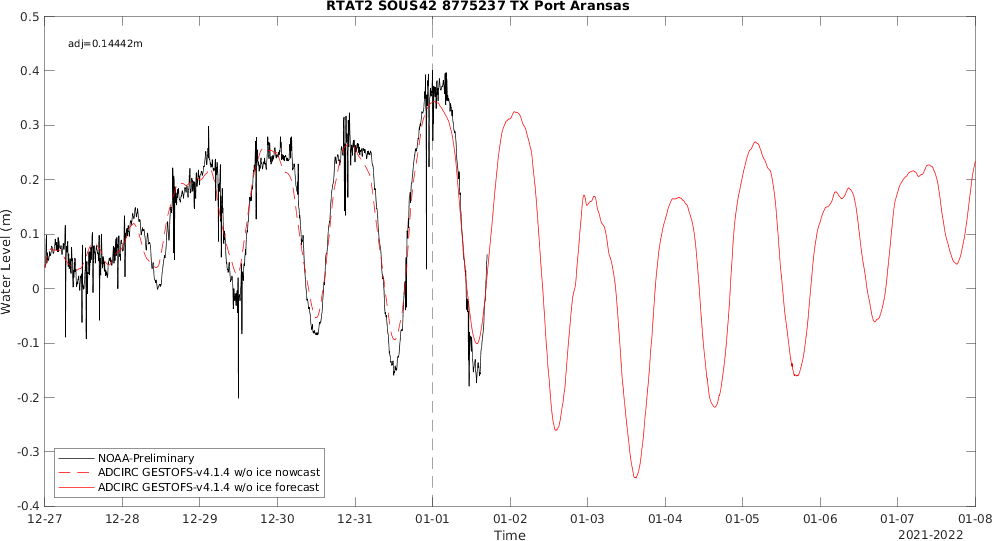 RTAT2 SOUS42 8775237 TX Port Aransas
adj=0.14442m
0.5
0.4
0.3
0.2
0.1
0
-0.1
-0.2
-0.3
-0.4
Water Level (m)
NOAA-Preliminary
ADCIRC GESTOFS-v4.1.4 w/o ice nowcast
ADCIRC GESTOFS-v4.1.4 w/o ice forecast
12-27 12-28 12-29 12-30 12-31 01-01 01-02 01-03 01-04 01-05 01-06 01-07 01-08
Time
2021-2022